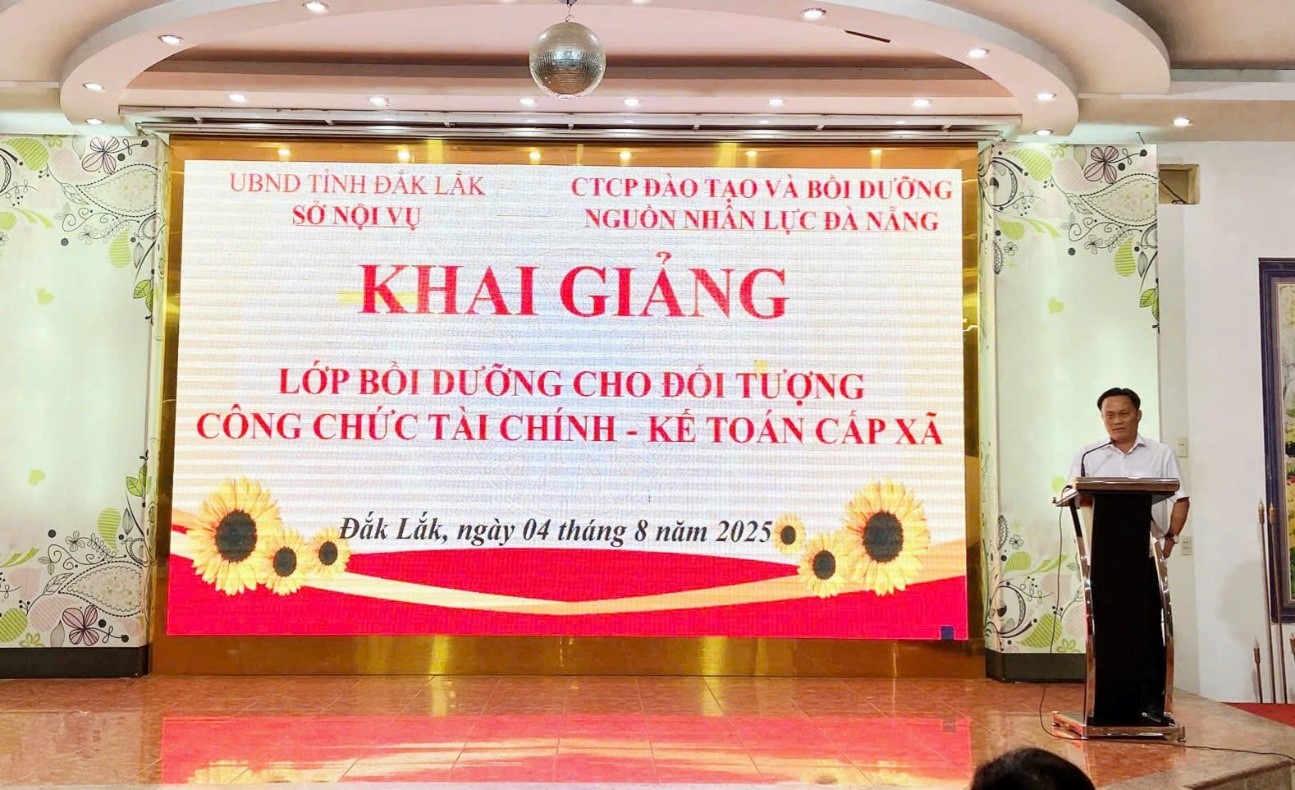 UBND TỈNH ĐẮK LẮK
SỞ NỘI VỤ
CTCP ĐÀO TẠO VÀ BỒI DƯỠNG
NGUỒN NHÂN LỰC ĐÀ NẴNG
KHAI GIẢNG
LỚP BỒI DƯỠNG CHO ĐỐI TƯỢNG
CÔNG CHỨC TÀI CHÍNH - KẾ TOÁN CẤP XÃ
Đắk Lắk, ngày 04 tháng 8 năm 2025